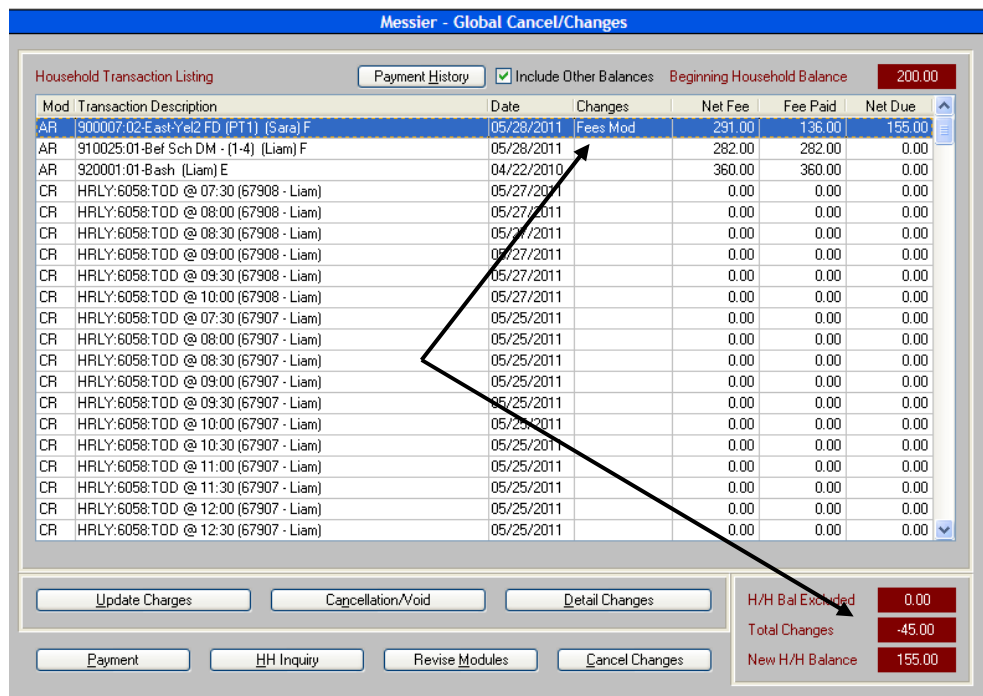 Messier - Global Cancel/Changes
Household Transaction Listing Payment History Include Other Balances Beginning Household Balance 200.00
Mod Transaction Description Date Changes Net Fee Fee Paid Net Due
AR 900007:02-East-Yel2 FD (PT1) (Sara) F 05/28/2011 Fees Mod 291.00 136.00 155.00
AR 910025:01-Bef Sch DM - (1-4) (Liam) F 05/28/2011 282.00 282.00 0.00
AR 920001:01-Bash (Liam) E 04/22/2010 360.00 360.00 0.00
CR HRLY:6058:TOD @ 07:30 (67908 - Liam) 05/27/2011 0.00 0.00 0.00
CR HRLY:6058:TOD @ 08:00 (67908 - Liam) 05/27/2011 0.00 0.00 0.00
CR HRLY:6058:TOD @ 08:30 (67908 - Liam) 05/27/2011 0.00 0.00 0.00
CR HRLY:6058:TOD @ 09:00 (67908 - Liam) 05/27/2011 0.00 0.00 0.00
CR HRLY:6058:TOD @ 09:30 (67908 - Liam) 05/27/2011 0.00 0.00 0.00
CR HRLY:6058:TOD @ 10:00 (67908 - Liam) 05/27/2011 0.00 0.00 0.00
CR HRLY:6058:TOD @ 07:30 (67907 - Liam) 05/25/2011 0.00 0.00 0.00
CR HRLY:6058:TOD @ 08:00 (67907 - Liam) 05/25/2011 0.00 0.00 0.00
CR HRLY:6058:TOD @ 08:30 (67907 - Liam) 05/25/2011 0.00 0.00 0.00
CR HRLY:6058:TOD @ 09:00 (67907 - Liam) 05/25/2011 0.00 0.00 0.00
CR HRLY:6058:TOD @ 09:30 (67907 - Liam) 05/25/2011 0.00 0.00 0.00
CR HRLY:6058:TOD @ 10:00 (67907 - Liam) 05/25/2011 0.00 0.00 0.00
CR HRLY:6058:TOD @ 10:30 (67907 - Liam) 05/25/2011 0.00 0.00 0.00
CR HRLY:6058:TOD @ 11:00 (67907 - Liam) 05/25/2011 0.00 0.00 0.00
CR HRLY:6058:TOD @ 11:30 (67907 - Liam) 05/25/2011 0.00 0.00 0.00
CR HRLY:6058:TOD @ 12:00 (67907 - Liam) 05/25/2011 0.00 0.00 0.00
CR HRLY:6058:TOD @ 12:30 (67907 - Liam) 05/25/2011 0.00 0.00 0.00
Update Charges Cancellation/Void Detail Changes H/H Bal Excluded 0.00
Total Changes -45.00
Payment HH Inquiry Revise Modules Cancel Changes New H/H Balance 155.00